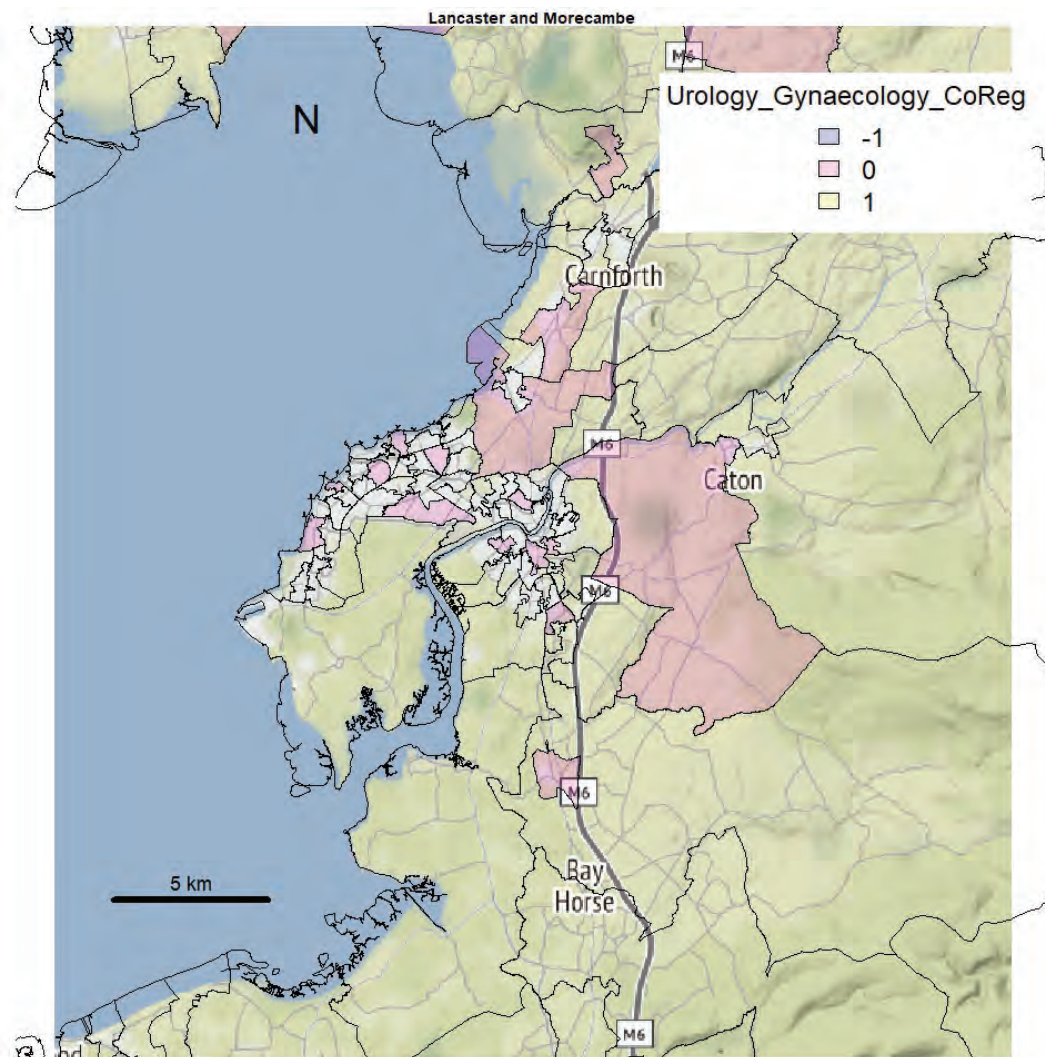 Lancaster and Morecambe
M6
Urology_Gynaecology_CoReg
N
-1
0
1
Carnforth
M6
Caton
M6
M6
5 km
Bay
Horse
M6